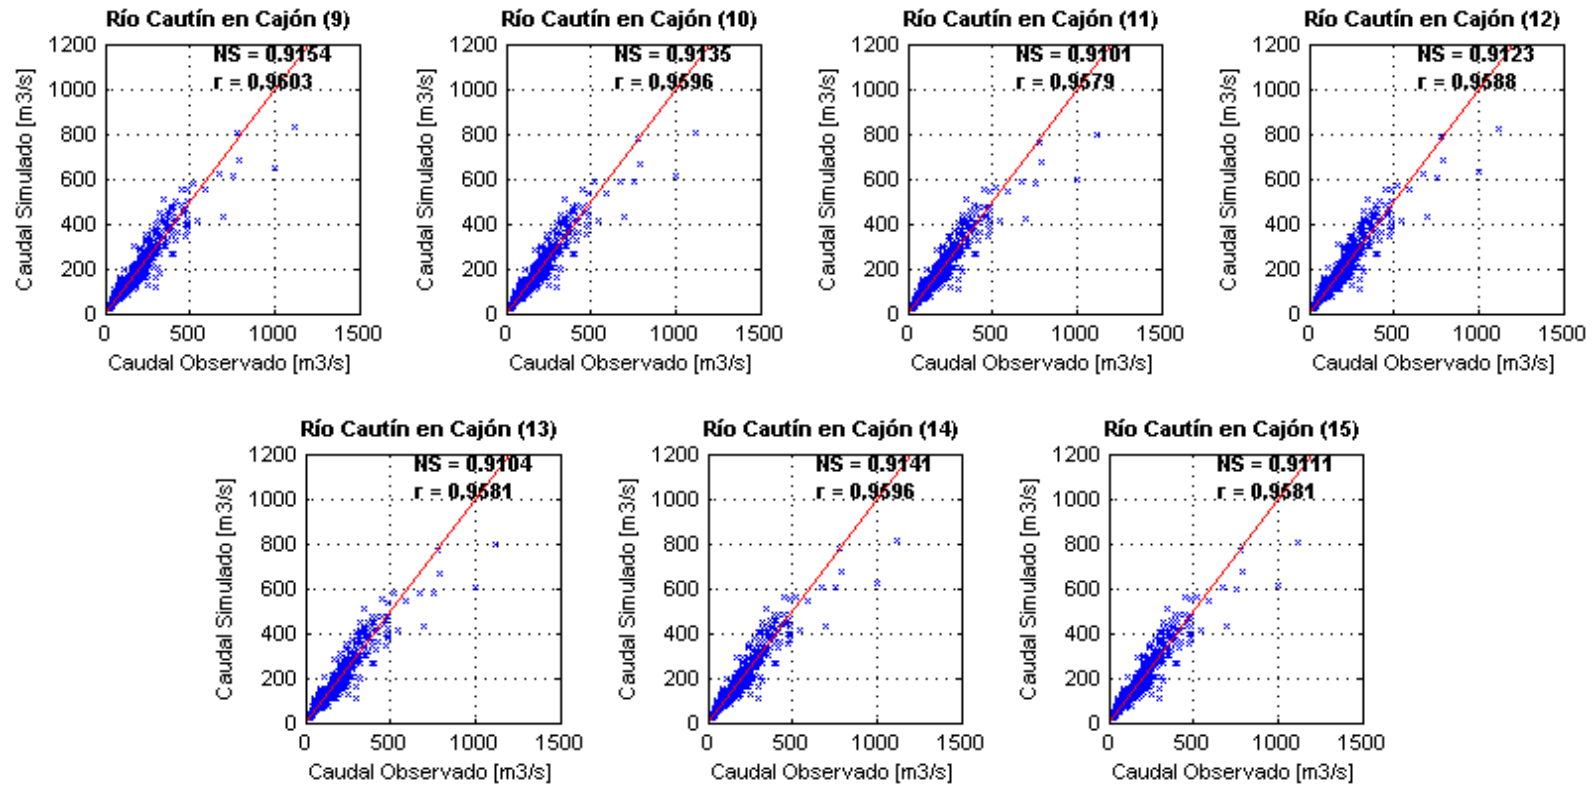 Río Cautín en Cajón (9)
NS = 0.9154
r = 0.9603
1200
1000
800
600
400
200
0
0 500 1000 1500
Caudal Simulado [m3/s]
Caudal Observado [m3/s]
Río Cautín en Cajón (10)
NS = 0.9135
r = 0.9596
1200
1000
800
600
400
200
0
0 500 1000 1500
Caudal Simulado [m3/s]
Caudal Observado [m3/s]
Río Cautín en Cajón (11)
NS = 0.9101
r = 0.9579
1200
1000
800
600
400
200
0
0 500 1000 1500
Caudal Simulado [m3/s]
Caudal Observado [m3/s]
Río Cautín en Cajón (12)
NS = 0.9123
r = 0.9588
1200
1000
800
600
400
200
0
0 500 1000 1500
Caudal Simulado [m3/s]
Caudal Observado [m3/s]
Río Cautín en Cajón (13)
NS = 0.9104
r = 0.9581
1200
1000
800
600
400
200
0
0 500 1000 1500
Caudal Simulado [m3/s]
Caudal Observado [m3/s]
Río Cautín en Cajón (14)
NS = 0.9141
r = 0.9596
1200
1000
800
600
400
200
0
0 500 1000 1500
Caudal Simulado [m3/s]
Caudal Observado [m3/s]
Río Cautín en Cajón (15)
NS = 0.9111
r = 0.9581
1200
1000
800
600
400
200
0
0 500 1000 1500
Caudal Simulado [m3/s]
Caudal Observado [m3/s]